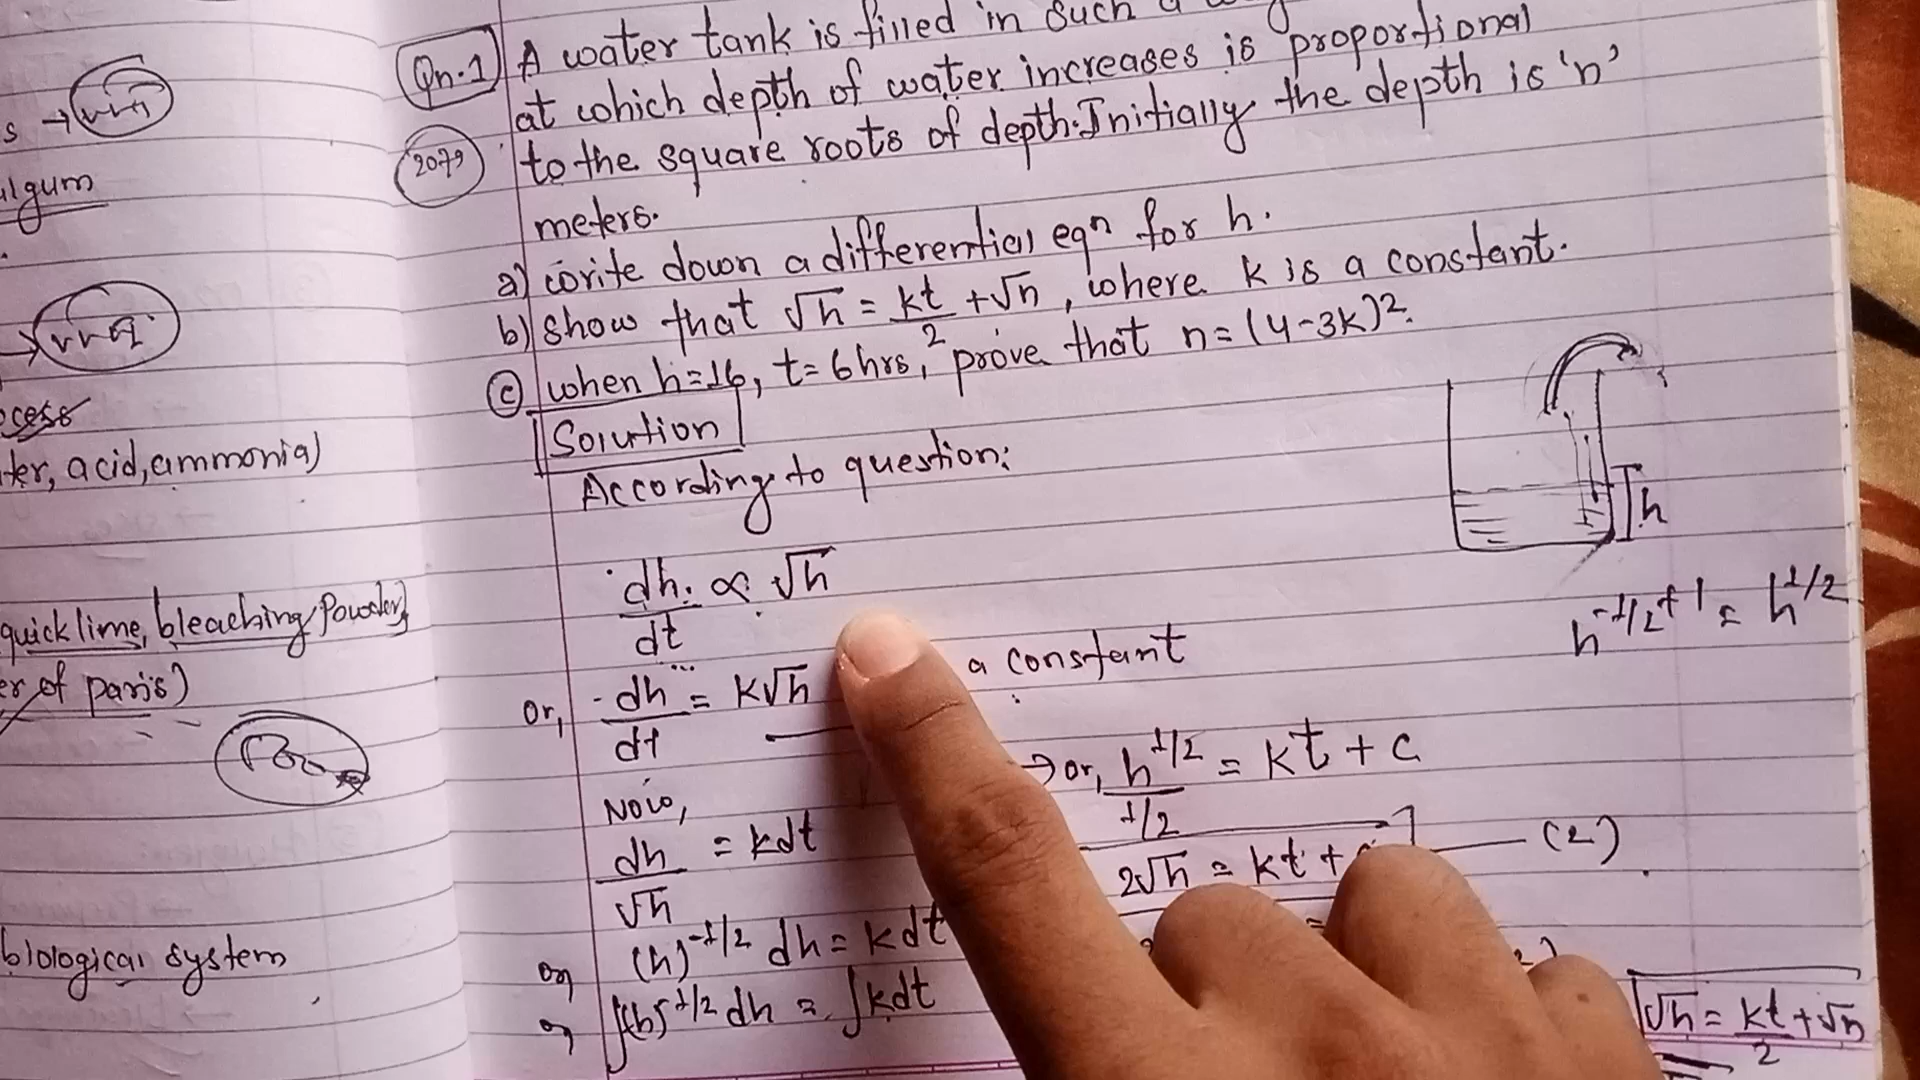 Qn.1 A water tank is filled in such a
at which depth of water increases is proportional
2079 to the square roots of depth. Initially the depth is 'n'
meters.
a) write down a differential eqn for h.
b) show that √h = kt/2 + √n, where k is a constant.
c) when h=16, t=6hrs, prove that n=(4-3k)2.
Solution
According to question:
dh/dt ∝ √h
h
h-1/2+1 = h1/2
or, dh/dt = k√h
a constant
Now,
dh/√h = kdt
or (h)-1/2 dh = kdt
or ∫(h)-1/2 dh = ∫kdt
→ or, h1/2/1/2 = kt + c
2√h = kt +
(2)
√h = kt/2 + √n
s →
lgum
cess
ter, acid, ammonia)
quick lime, bleaching Powder,
er of paris)
biological system